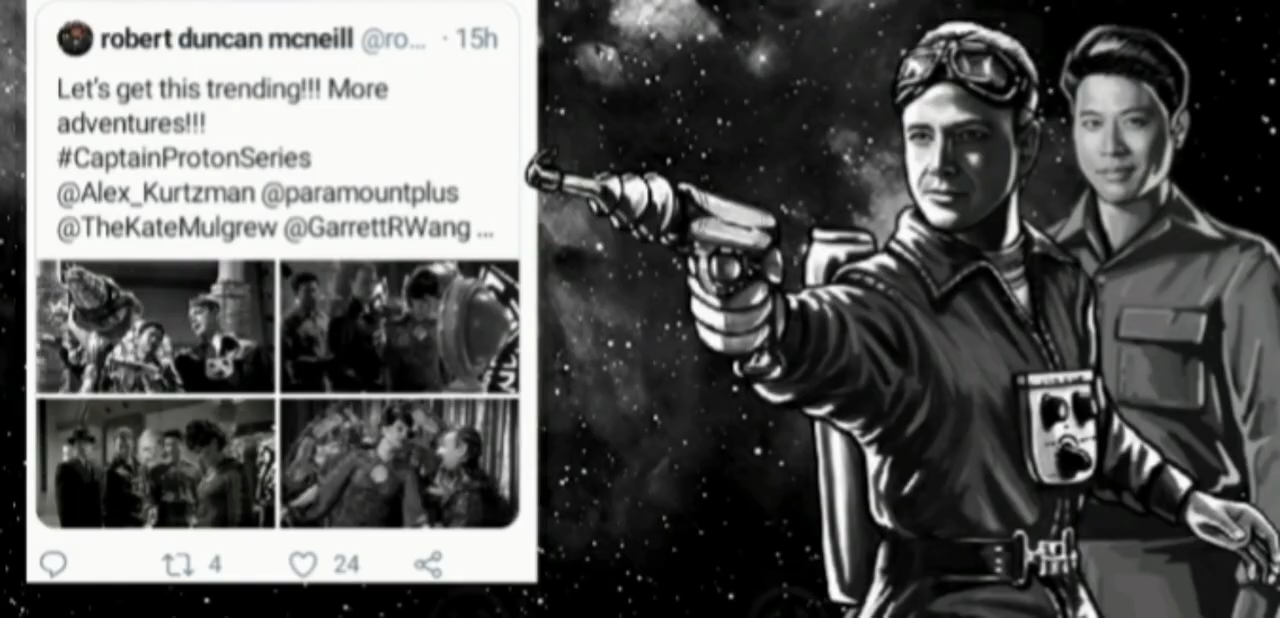 robert duncan mcneill @ro... · 15h
Let's get this trending!!! More
adventures!!!
#CaptainProtonSeries
@Alex_Kurtzman @paramountplus
@TheKateMulgrew @GarrettRWang ...
4 24